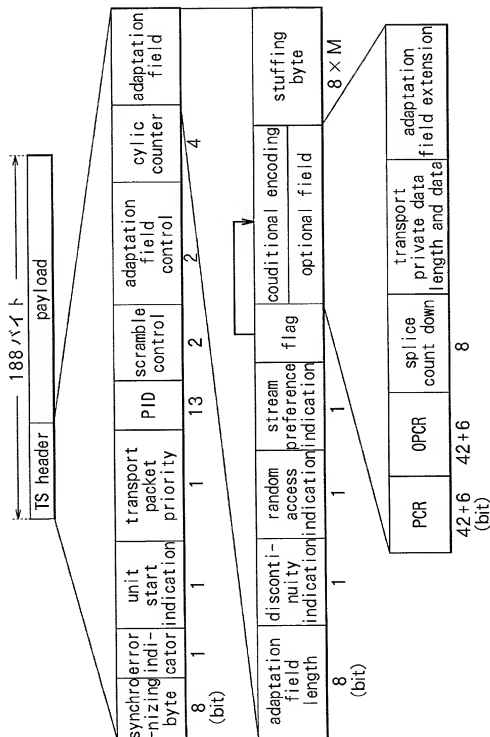 188バイト
TS header
payload
synchro
-nizing
byte
error
indi-
cator
unit
start
indication
transport
packet
priority
PID
scramble
control
adaptation
field
control
cylic
counter
adaptation
field
8
(bit)
1
1
1
13
2
2
4
adaptation
field
length
disconti-
nuity
indication
random
access
indication
stream
preference
indication
flag
couditional encoding
optional field
stuffing
byte
8
(bit)
1
1
1
8 × M
PCR
OPCR
splice
count down
transport
private data
length and data
adaptation
field extension
42+6
(bit)
42+6
8